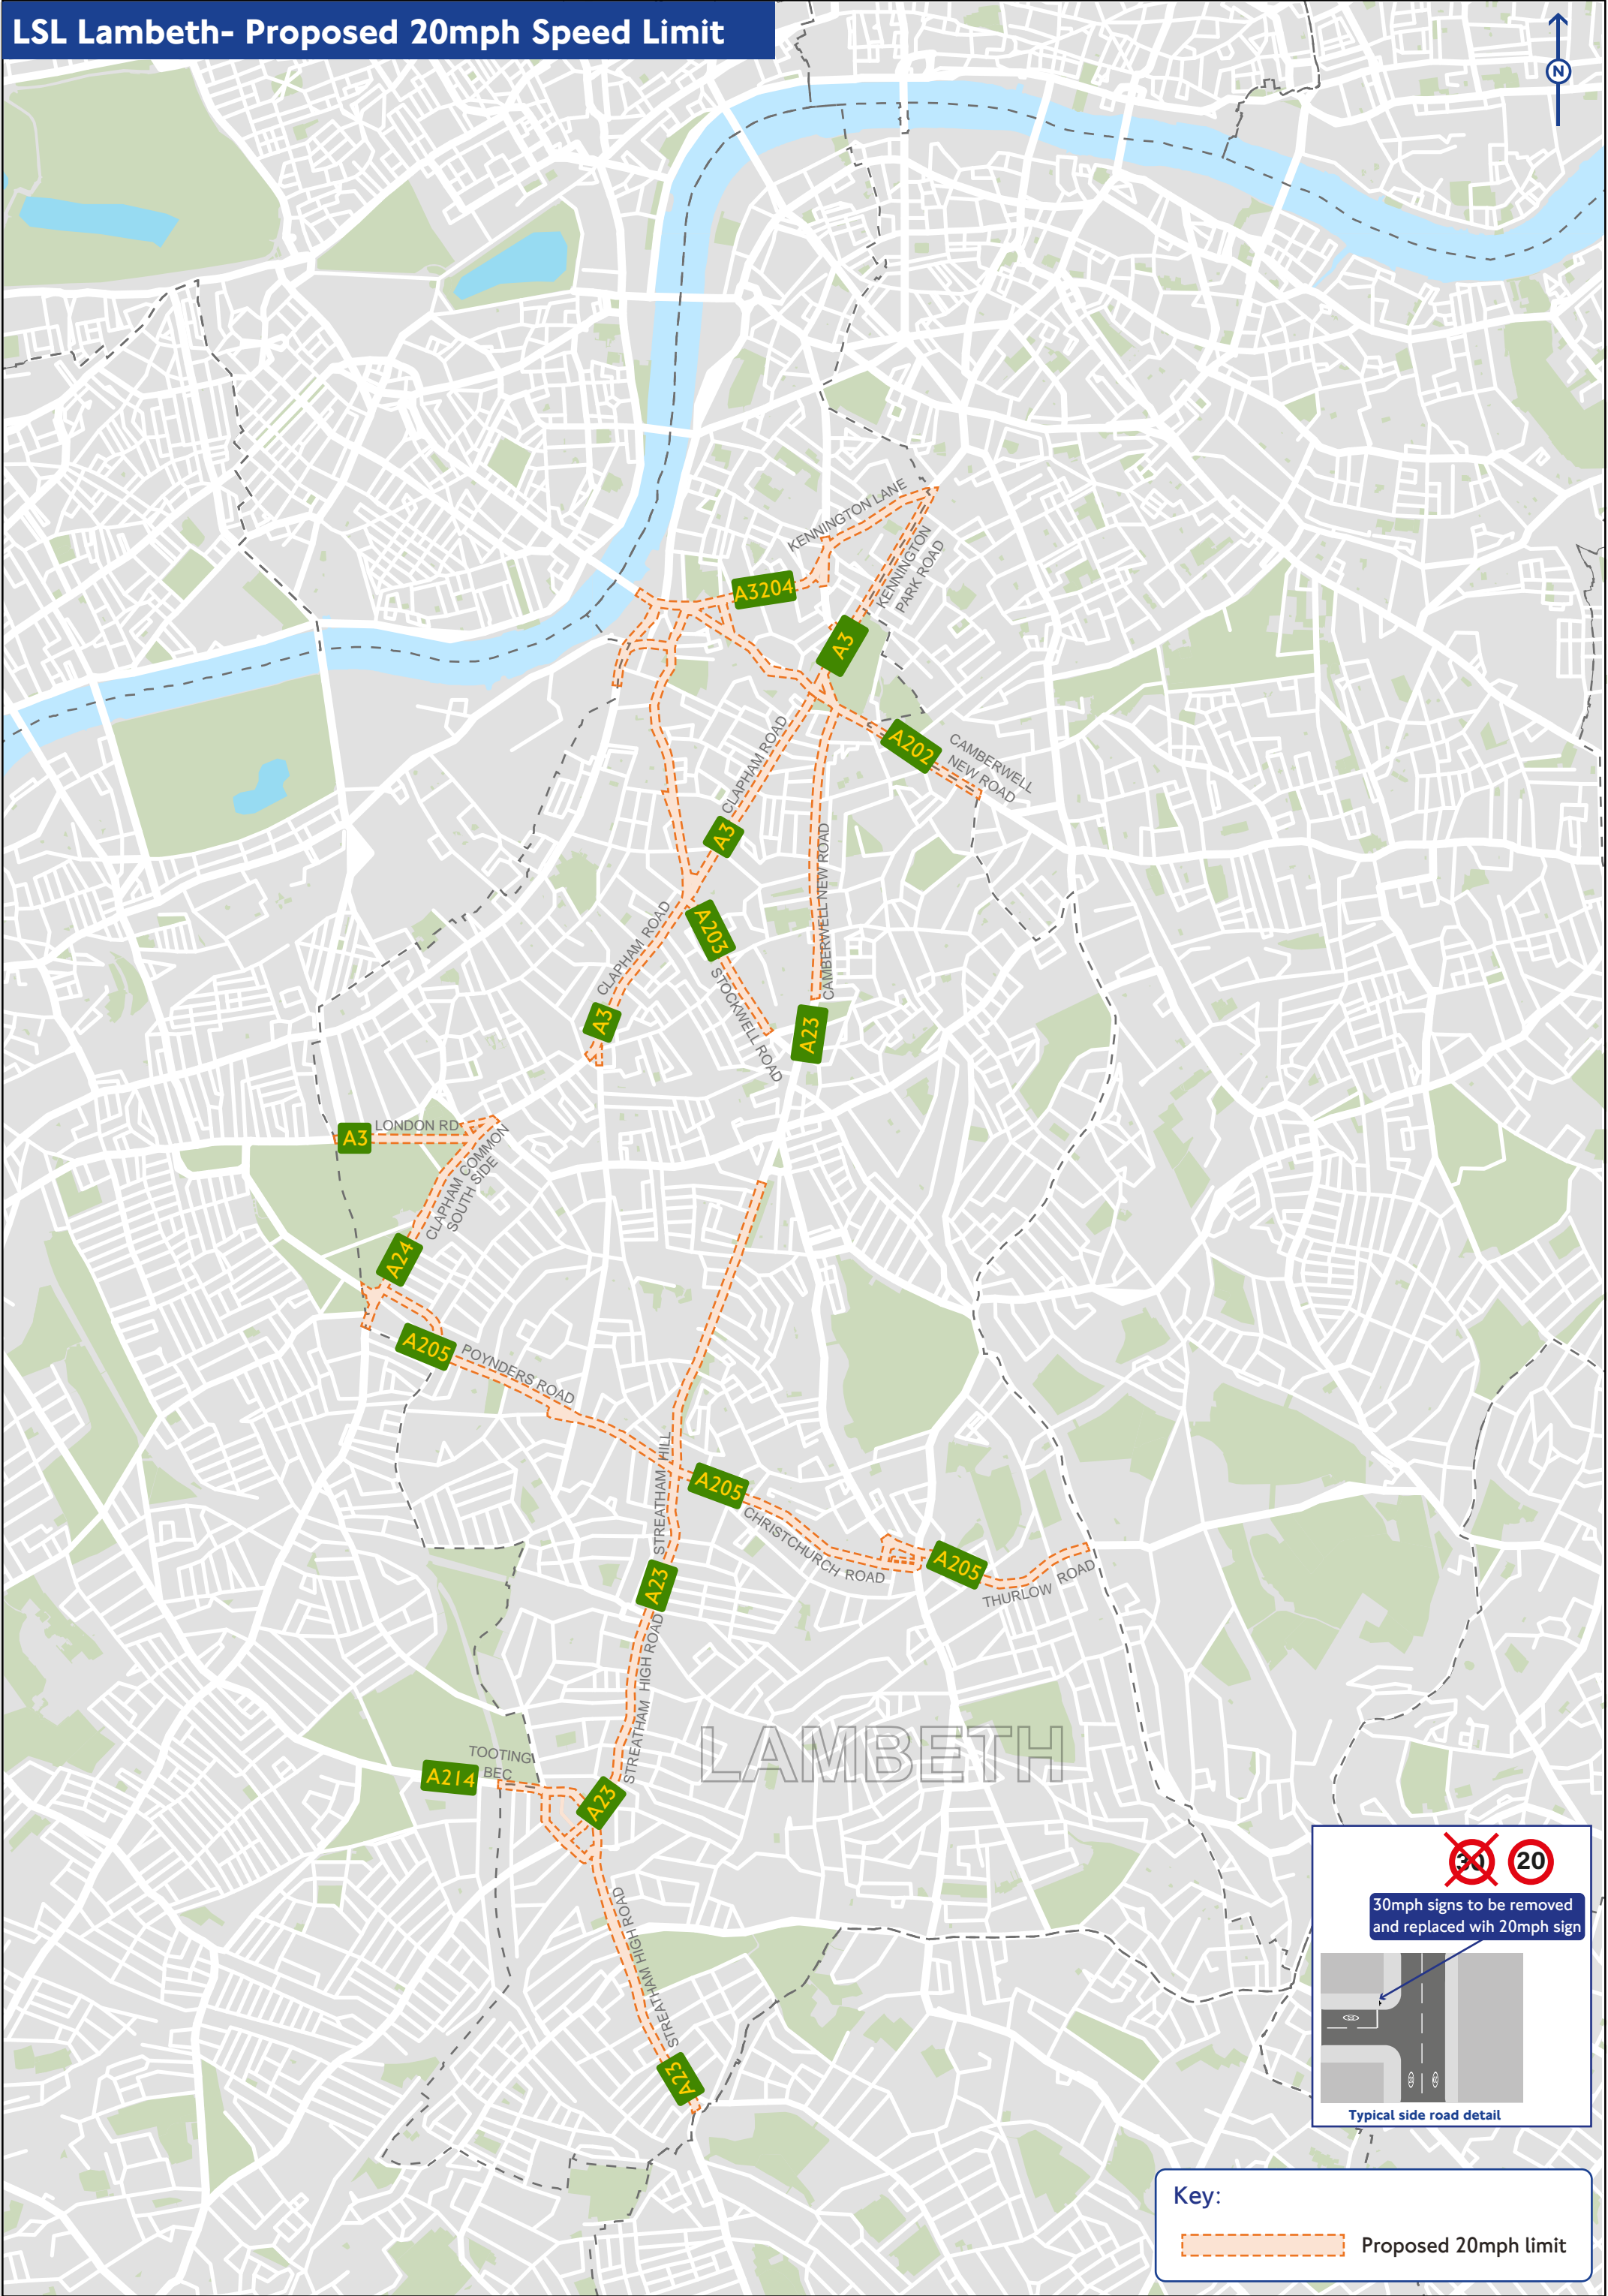 LSL Lambeth- Proposed 20mph Speed Limit
N
KENNINGTON LANE
A3204
KENNINGTON
PARK ROAD
A3
A202
CAMBERWELL
NEW ROAD
CLAPHAM ROAD
A3
CAMBERWELL NEW ROAD
CLAPHAM ROAD
A203
STOCKWELL ROAD
A3
A23
A3
LONDON RD
CLAPHAM COMMON
SOUTH SIDE
A24
A205
POYNDERS ROAD
STREATHAM HILL
A205
CHRISTCHURCH ROAD
A205
THURLOW ROAD
A23
STREATHAM HIGH ROAD
LAMBETH
TOOTING
BEC
A214
A23
STREATHAM HIGH ROAD
A23
30
20
30mph signs to be removed
and replaced wih 20mph sign
Typical side road detail
Key:
Proposed 20mph limit